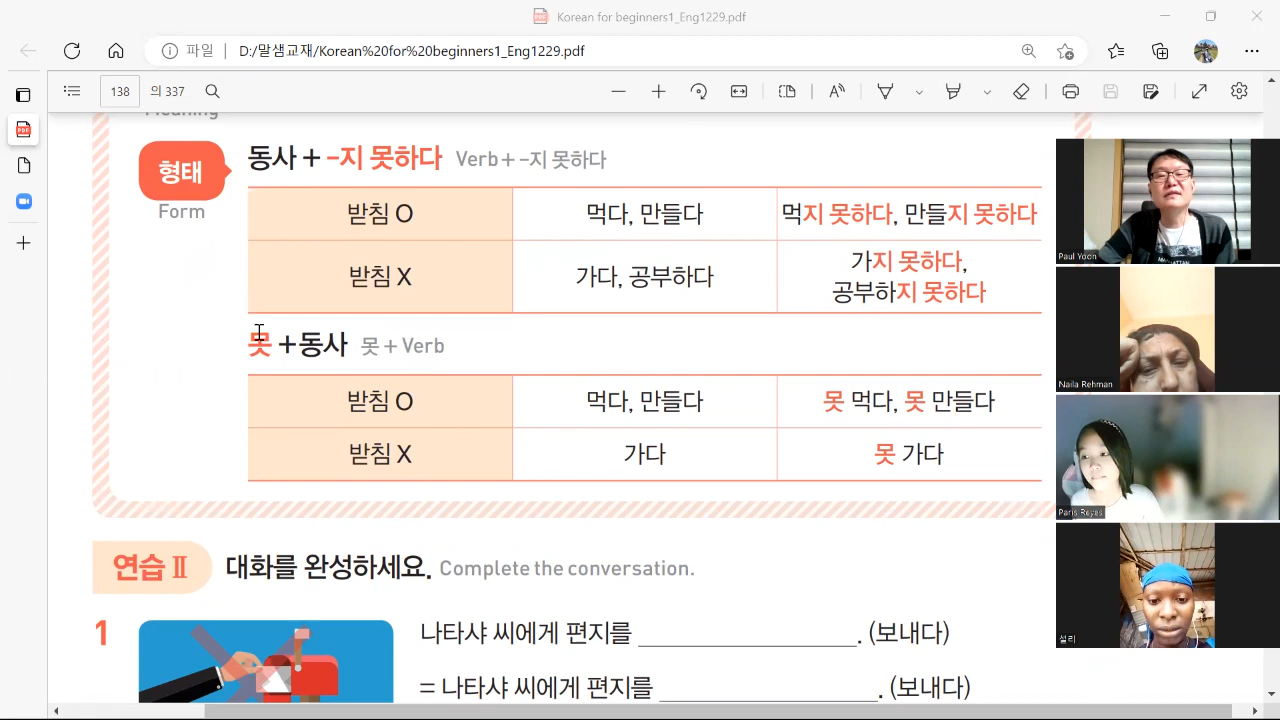 Korean for beginners1_Eng1229.pdf
파일 | D:/말샘교재/Korean%20for%20beginners1_Eng1229.pdf
138 의 337
Meaning
형태
Form
동사 + -지 못하다 Verb + -지 못하다
받침 O 먹다, 만들다 먹지 못하다, 만들지 못하다
받침 X 가다, 공부하다 가지 못하다,
공부하지 못하다
못 +동사 못 + Verb
받침 O 먹다, 만들다 못 먹다, 못 만들다
받침 X 가다 못 가다
연습 Ⅱ 대화를 완성하세요. Complete the conversation.
1 나타샤 씨에게 편지를 ________________. (보내다)
= 나타샤 씨에게 편지를 ________________. (보내다)
Paul Yoon
Naila Rehman
Paris Reyes
설리